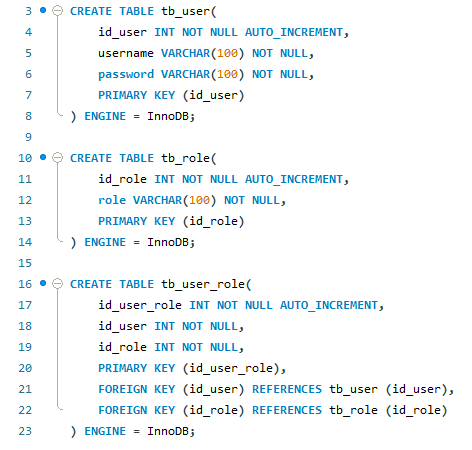 3 CREATE TABLE tb_user(
4 id_user INT NOT NULL AUTO_INCREMENT,
5 username VARCHAR(100) NOT NULL,
6 password VARCHAR(100) NOT NULL,
7 PRIMARY KEY (id_user)
8 ) ENGINE = InnoDB;
9
10 CREATE TABLE tb_role(
11 id_role INT NOT NULL AUTO_INCREMENT,
12 role VARCHAR(100) NOT NULL,
13 PRIMARY KEY (id_role)
14 ) ENGINE = InnoDB;
15
16 CREATE TABLE tb_user_role(
17 id_user_role INT NOT NULL AUTO_INCREMENT,
18 id_user INT NOT NULL,
19 id_role INT NOT NULL,
20 PRIMARY KEY (id_user_role),
21 FOREIGN KEY (id_user) REFERENCES tb_user (id_user),
22 FOREIGN KEY (id_role) REFERENCES tb_role (id_role)
23 ) ENGINE = InnoDB;